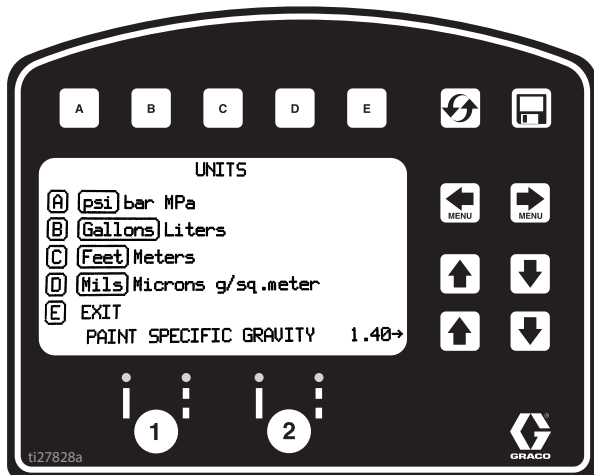 A B C D E
UNITS
A psi bar MPa
MENU MENU
B Gallons Liters
C Feet Meters
D Mils Microns g/sq.meter
E EXIT
PAINT SPECIFIC GRAVITY 1.40→
1 2
ti27828a
GRACO